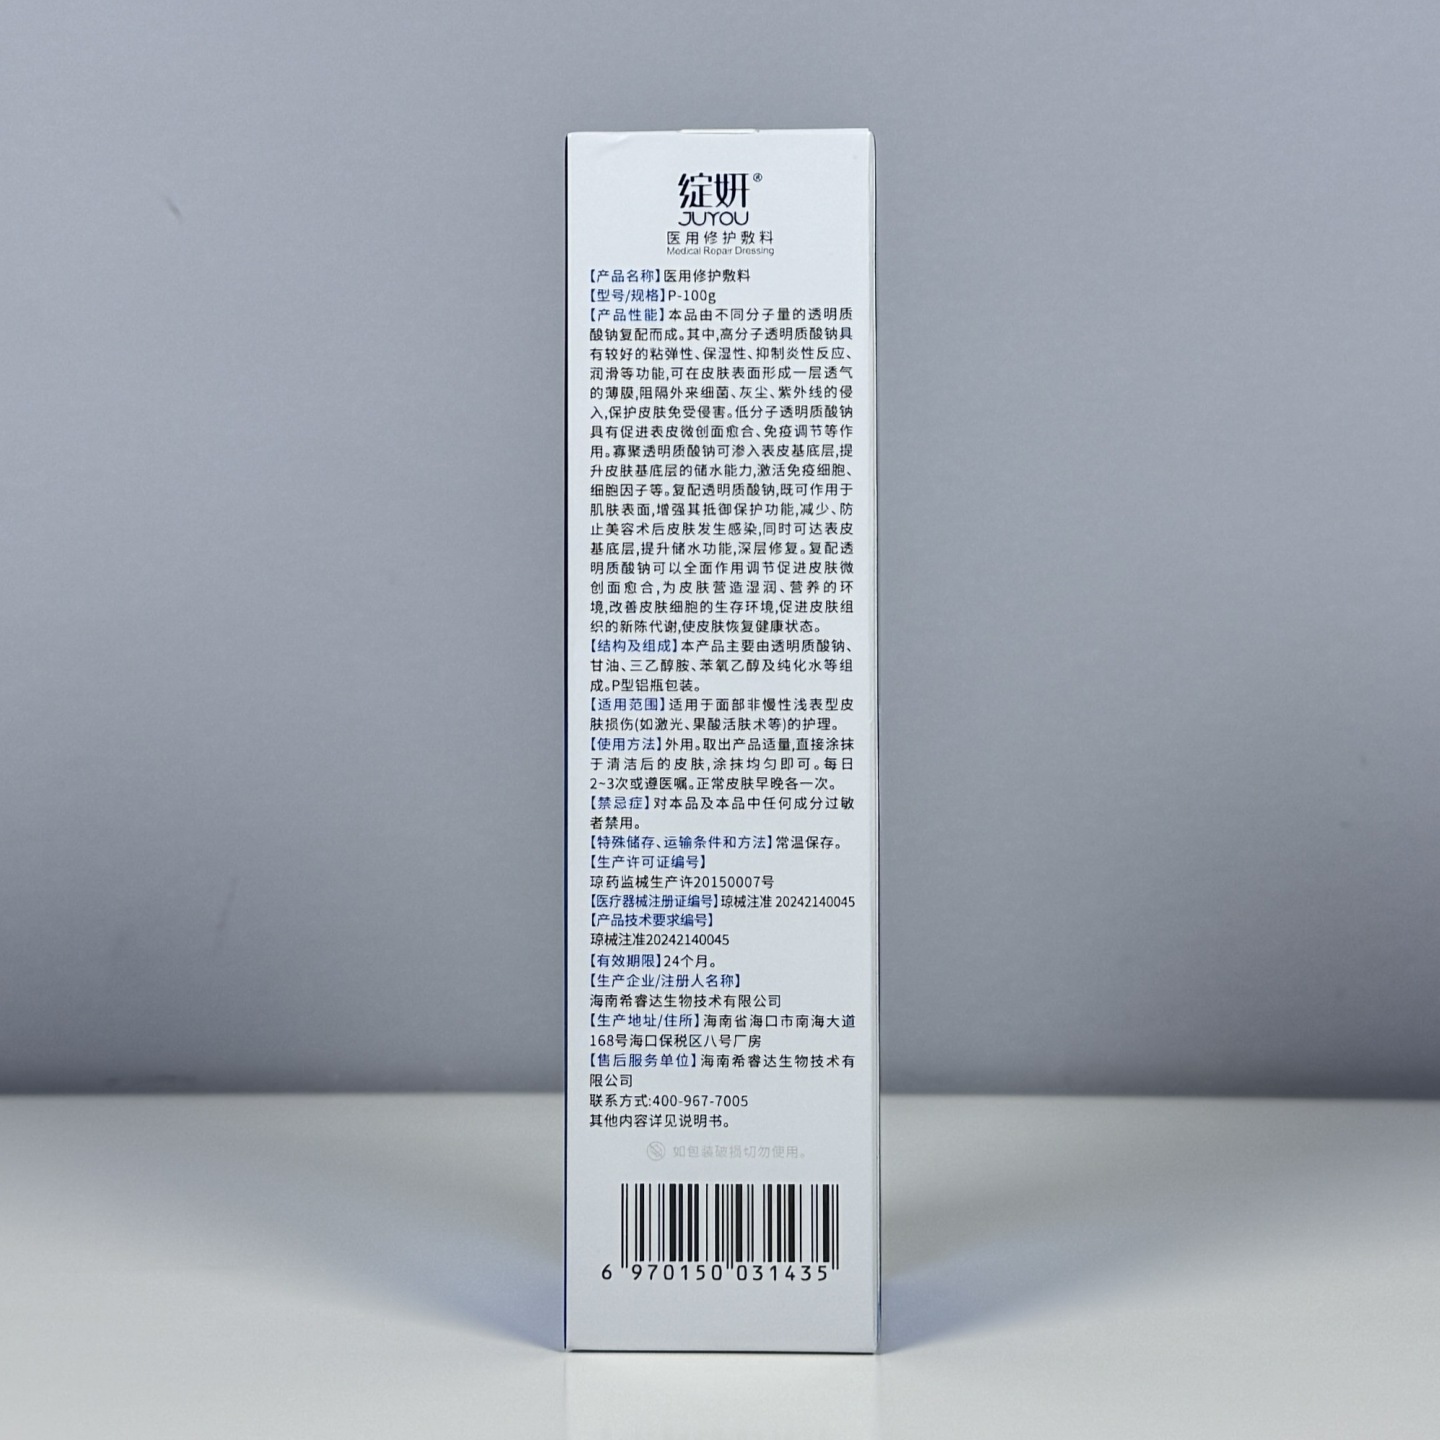 绽妍®
JUYOU
医用修护敷料
Medical Repair Dressing
【产品名称】医用修护敷料
【型号/规格】P-100g
【产品性能】本品由不同分子量的透明质
酸钠复配而成。其中,高分子透明质酸钠具
有较好的粘弹性、保湿性、抑制炎性反应、
润滑等功能,可在皮肤表面形成一层透气
的薄膜,阻隔外来细菌、灰尘、紫外线的侵
入,保护皮肤免受侵害。低分子透明质酸钠
具有促进表皮微创面愈合、免疫调节等作
用。寡聚透明质酸钠可渗入表皮基底层,提
升皮肤基底层的储水能力,激活免疫细胞、
细胞因子等。复配透明质酸钠,既可作用于
肌肤表面,增强其抵御保护功能,减少、防
止美容术后皮肤发生感染,同时可达表皮
基底层,提升储水功能,深层修复。复配透
明质酸钠可以全面作用调节促进皮肤微
创面愈合,为皮肤营造湿润、营养的环
境,改善皮肤细胞的生存环境,促进皮肤组
织的新陈代谢,使皮肤恢复健康状态。
【结构及组成】本产品主要由透明质酸钠、
甘油、三乙醇胺、苯氧乙醇及纯化水等组
成。P型铝瓶包装。
【适用范围】适用于面部非慢性浅表型皮
肤损伤(如激光、果酸活肤术等)的护理。
【使用方法】外用。取出产品适量,直接涂抹
于清洁后的皮肤,涂抹均匀即可。每日
2~3次或遵医嘱。正常皮肤早晚各一次。
【禁忌症】对本品及本品中任何成分过敏
者禁用。
【特殊储存、运输条件和方法】常温保存。
【生产许可证编号】
琼药监械生产许20150007号
【医疗器械注册证编号】琼械注准 20242140045
【产品技术要求编号】
琼械注准20242140045
【有效期限】24个月。
【生产企业/注册人名称】
海南希睿达生物技术有限公司
【生产地址/住所】海南省海口市南海大道
168号海口保税区八号厂房
【售后服务单位】海南希睿达生物技术有
限公司
联系方式:400-967-7005
其他内容详见说明书。
如包装破损切勿使用。
6 970150 031435